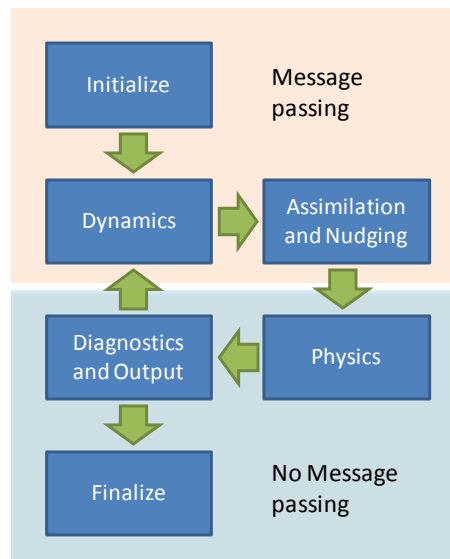 Initialize
Message
passing
Dynamics
Assimilation
and Nudging
Diagnostics
and Output
Physics
Finalize
No Message
passing